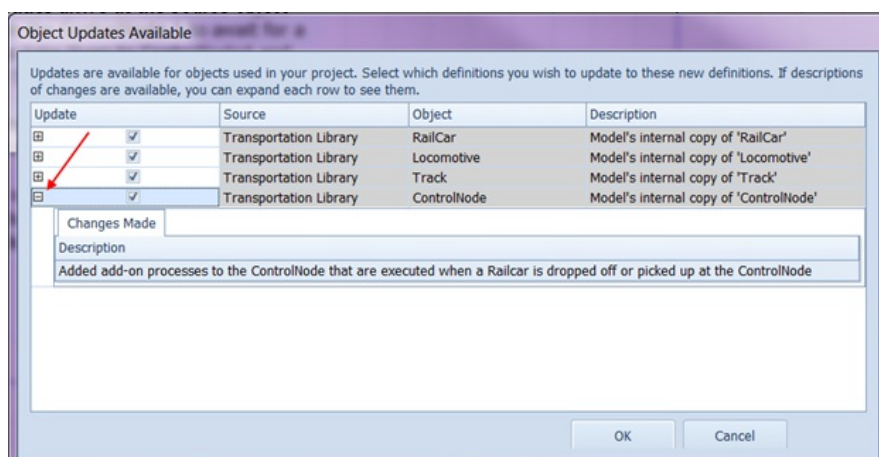 Object Updates Available
Updates are available for objects used in your project. Select which definitions you wish to update to these new definitions. If descriptions
of changes are available, you can expand each row to see them.
Update Source Object Description
Transportation Library RailCar Model's internal copy of 'RailCar'
Transportation Library Locomotive Model's internal copy of 'Locomotive'
Transportation Library Track Model's internal copy of 'Track'
Transportation Library ControlNode Model's internal copy of 'ControlNode'
Changes Made
Description
Added add-on processes to the ControlNode that are executed when a Railcar is dropped off or picked up at the ControlNode
OK Cancel